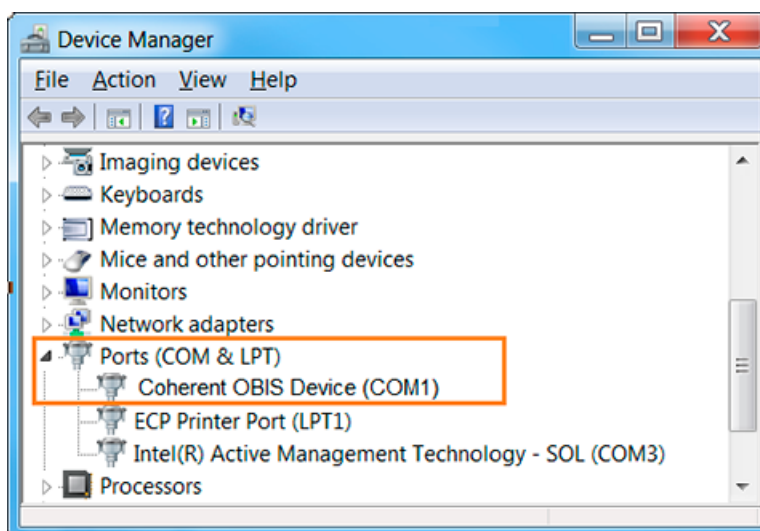 Device Manager
File Action View Help
Imaging devices
Keyboards
Memory technology driver
Mice and other pointing devices
Monitors
Network adapters
Ports (COM & LPT)
Coherent OBIS Device (COM1)
ECP Printer Port (LPT1)
Intel(R) Active Management Technology - SOL (COM3)
Processors